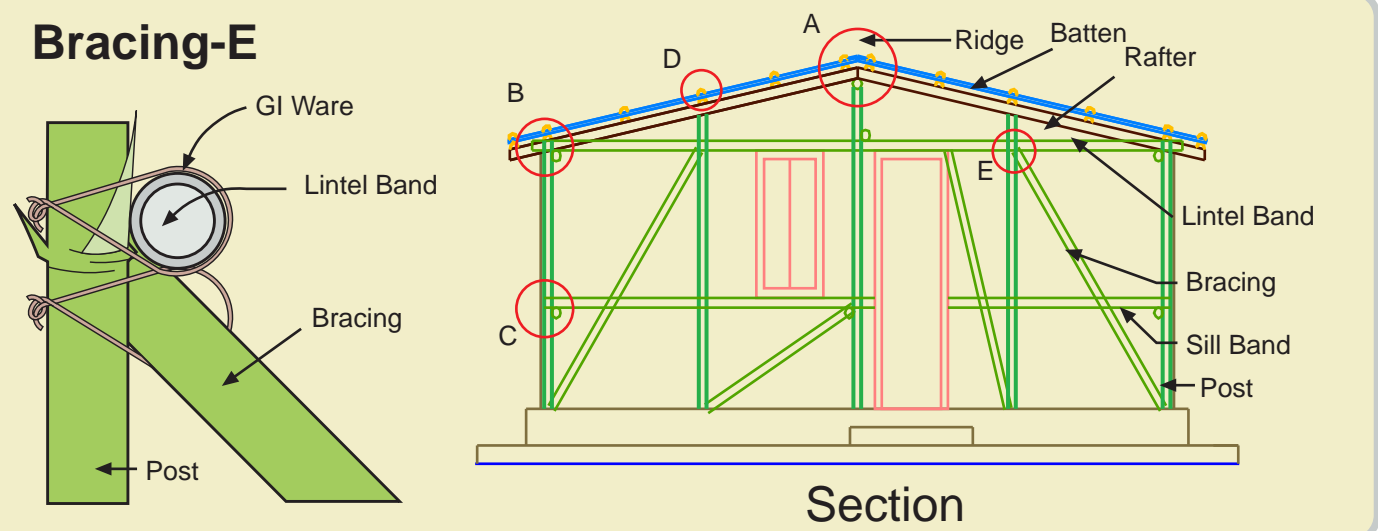 Bracing-E
GI Ware
Lintel Band
Bracing
Post
A
Ridge
Batten
Rafter
D
B
E
Lintel Band
Bracing
C
Sill Band
Post
Section